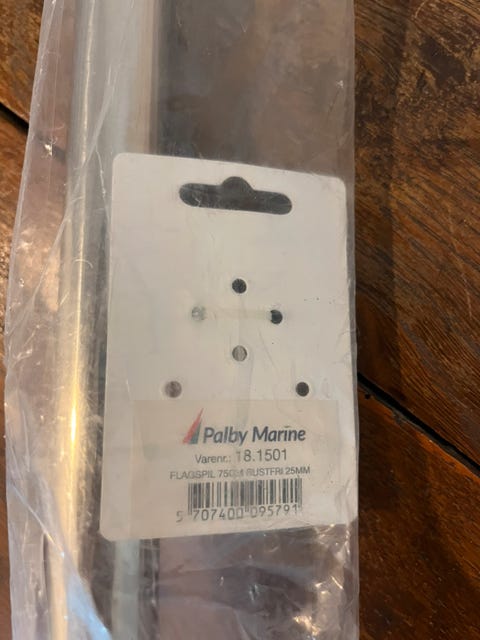 Palby Marine
Varenr.: 18.1501
FLAGSPIL 75CM RUSTFRI 25MM
5 707400 095791